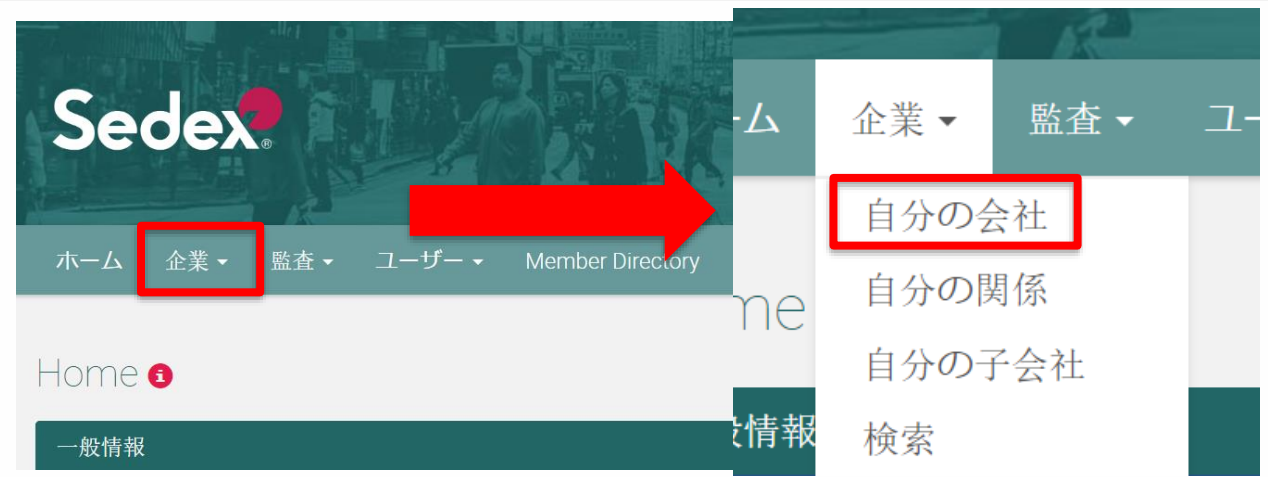 Sedex®
ホーム 企業 監査 ユーザー Member Directory
Home
一般情報
ーム 企業 監査 ユー
自分の会社
自分の関係
自分の子会社
検索
me
情報